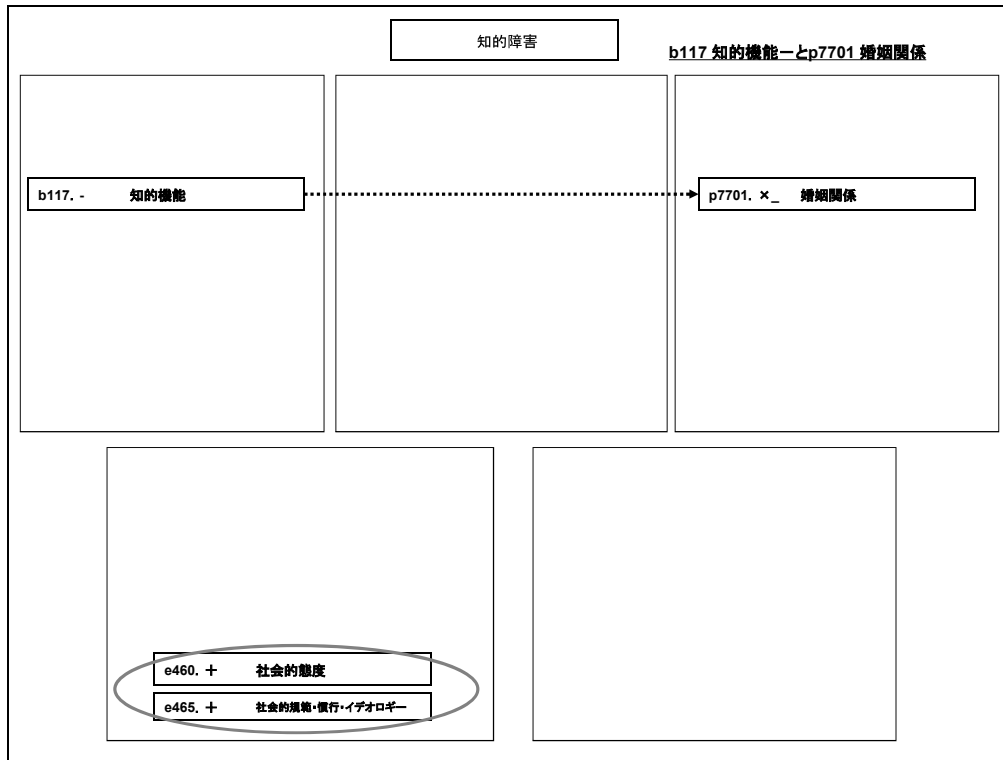 知的障害
b117 知的機能ーとp7701 婚姻関係
b117. - 知的機能
p7701. ×_ 婚姻関係
e460. ＋ 社会的態度
e465. ＋ 社会的規範・慣行・イデオロギー